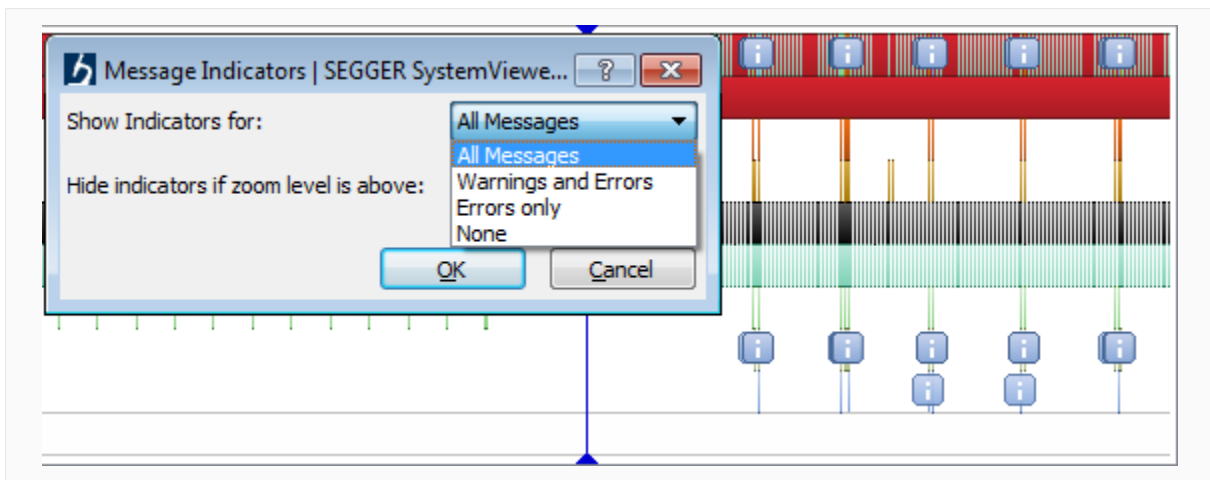 Message Indicators | SEGGER SystemViewe...
Show Indicators for:
All Messages
All Messages
Warnings and Errors
Errors only
None
Hide indicators if zoom level is above:
OK
Cancel